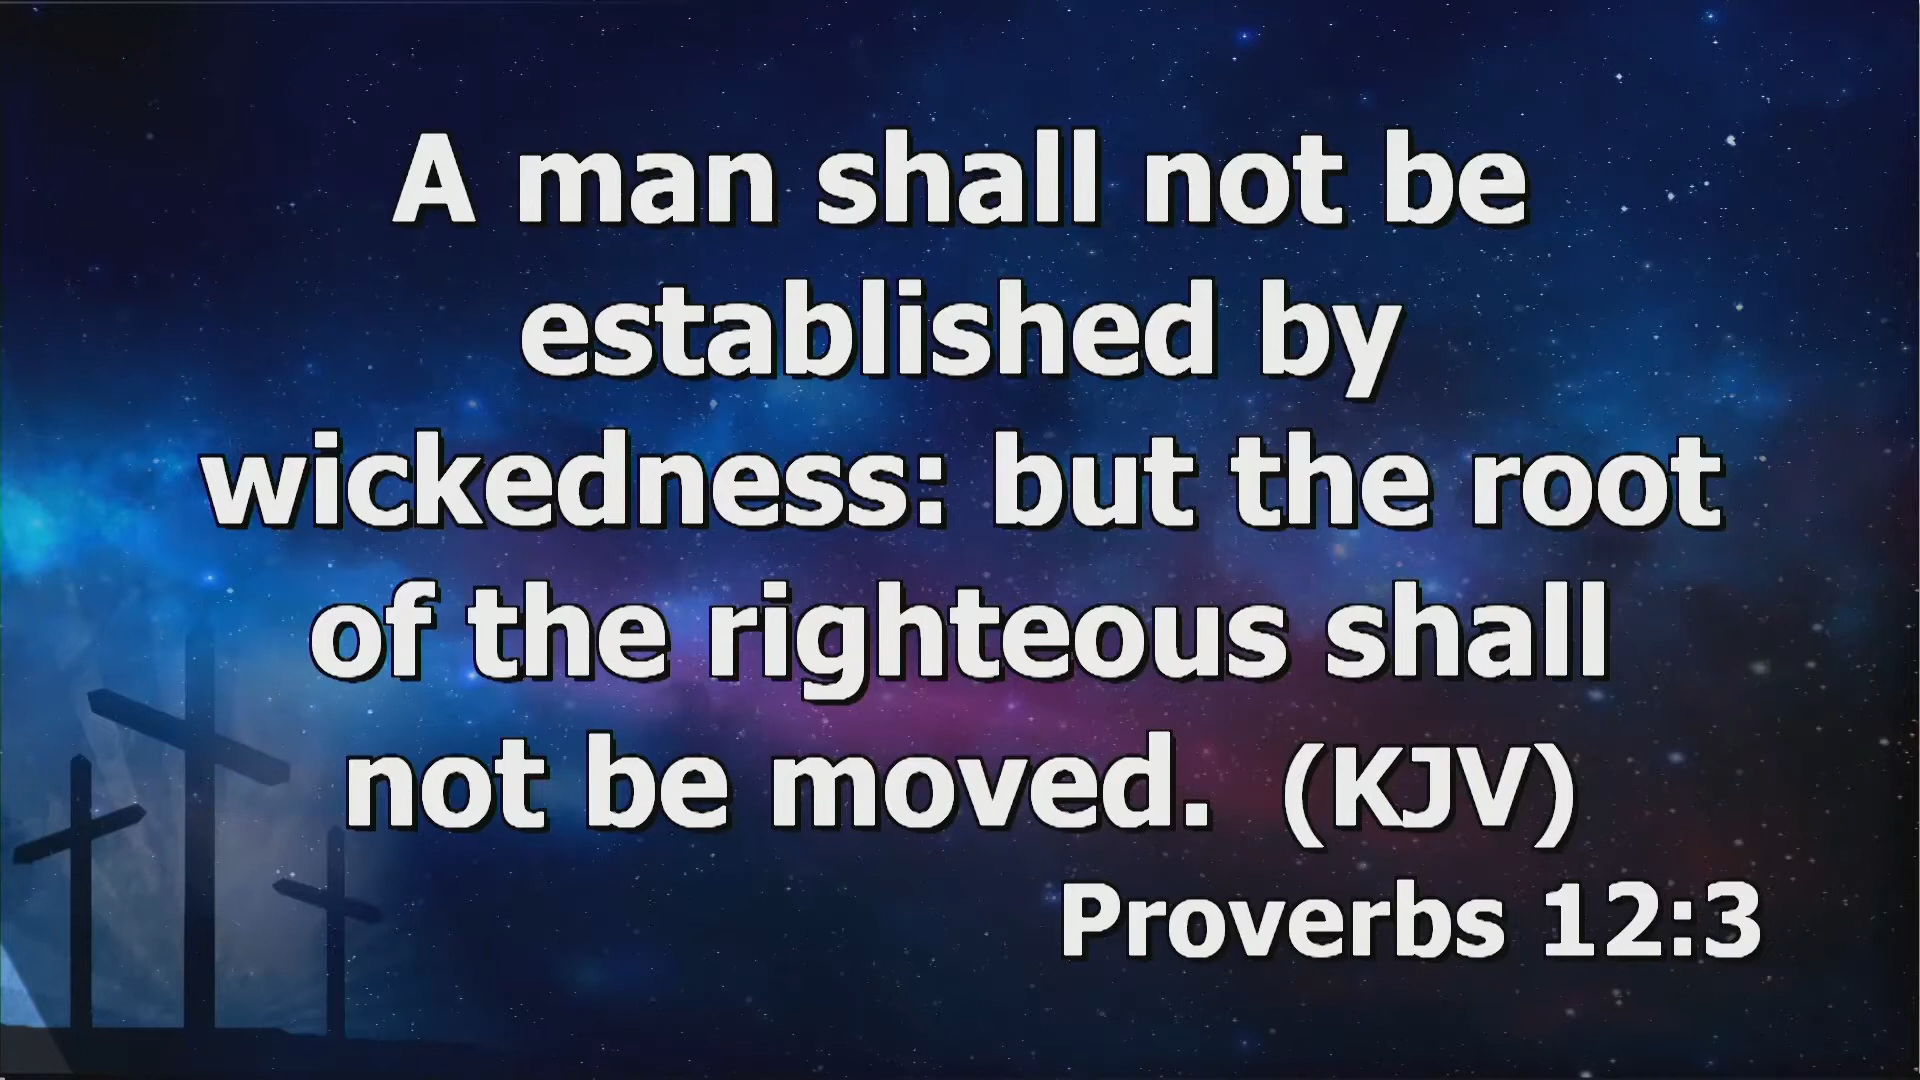 A man shall not be
established by
wickedness: but the root
of the righteous shall
not be moved. (KJV)
Proverbs 12:3